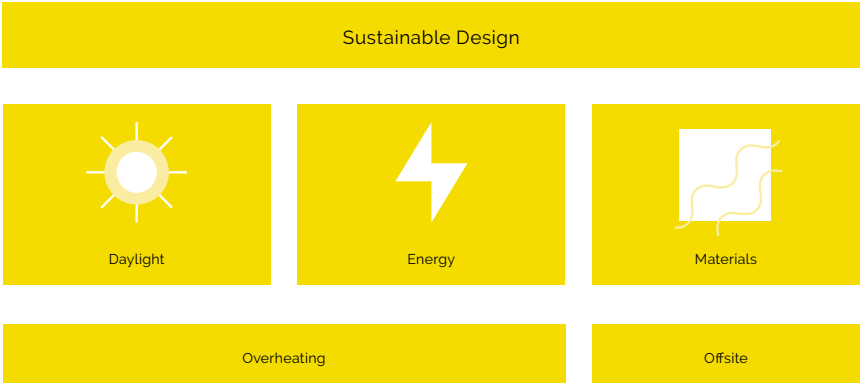 Sustainable Design
Daylight
Energy
Materials
Overheating
Offsite